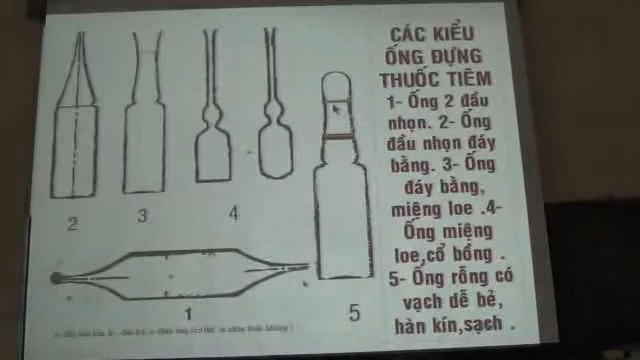 CÁC KIỂU
ỐNG ĐỰNG
THUỐC TIÊM
1- Ống 2 đầu
nhọn. 2- Ống
đầu nhọn đáy
bằng. 3- Ống
đáy bằng,
miệng loe .4-
Ống miệng
loe,cổ bồng .
5- Ống rỗng có
vạch dễ bẻ,
hàn kín,sạch .
2
3
4
1
5